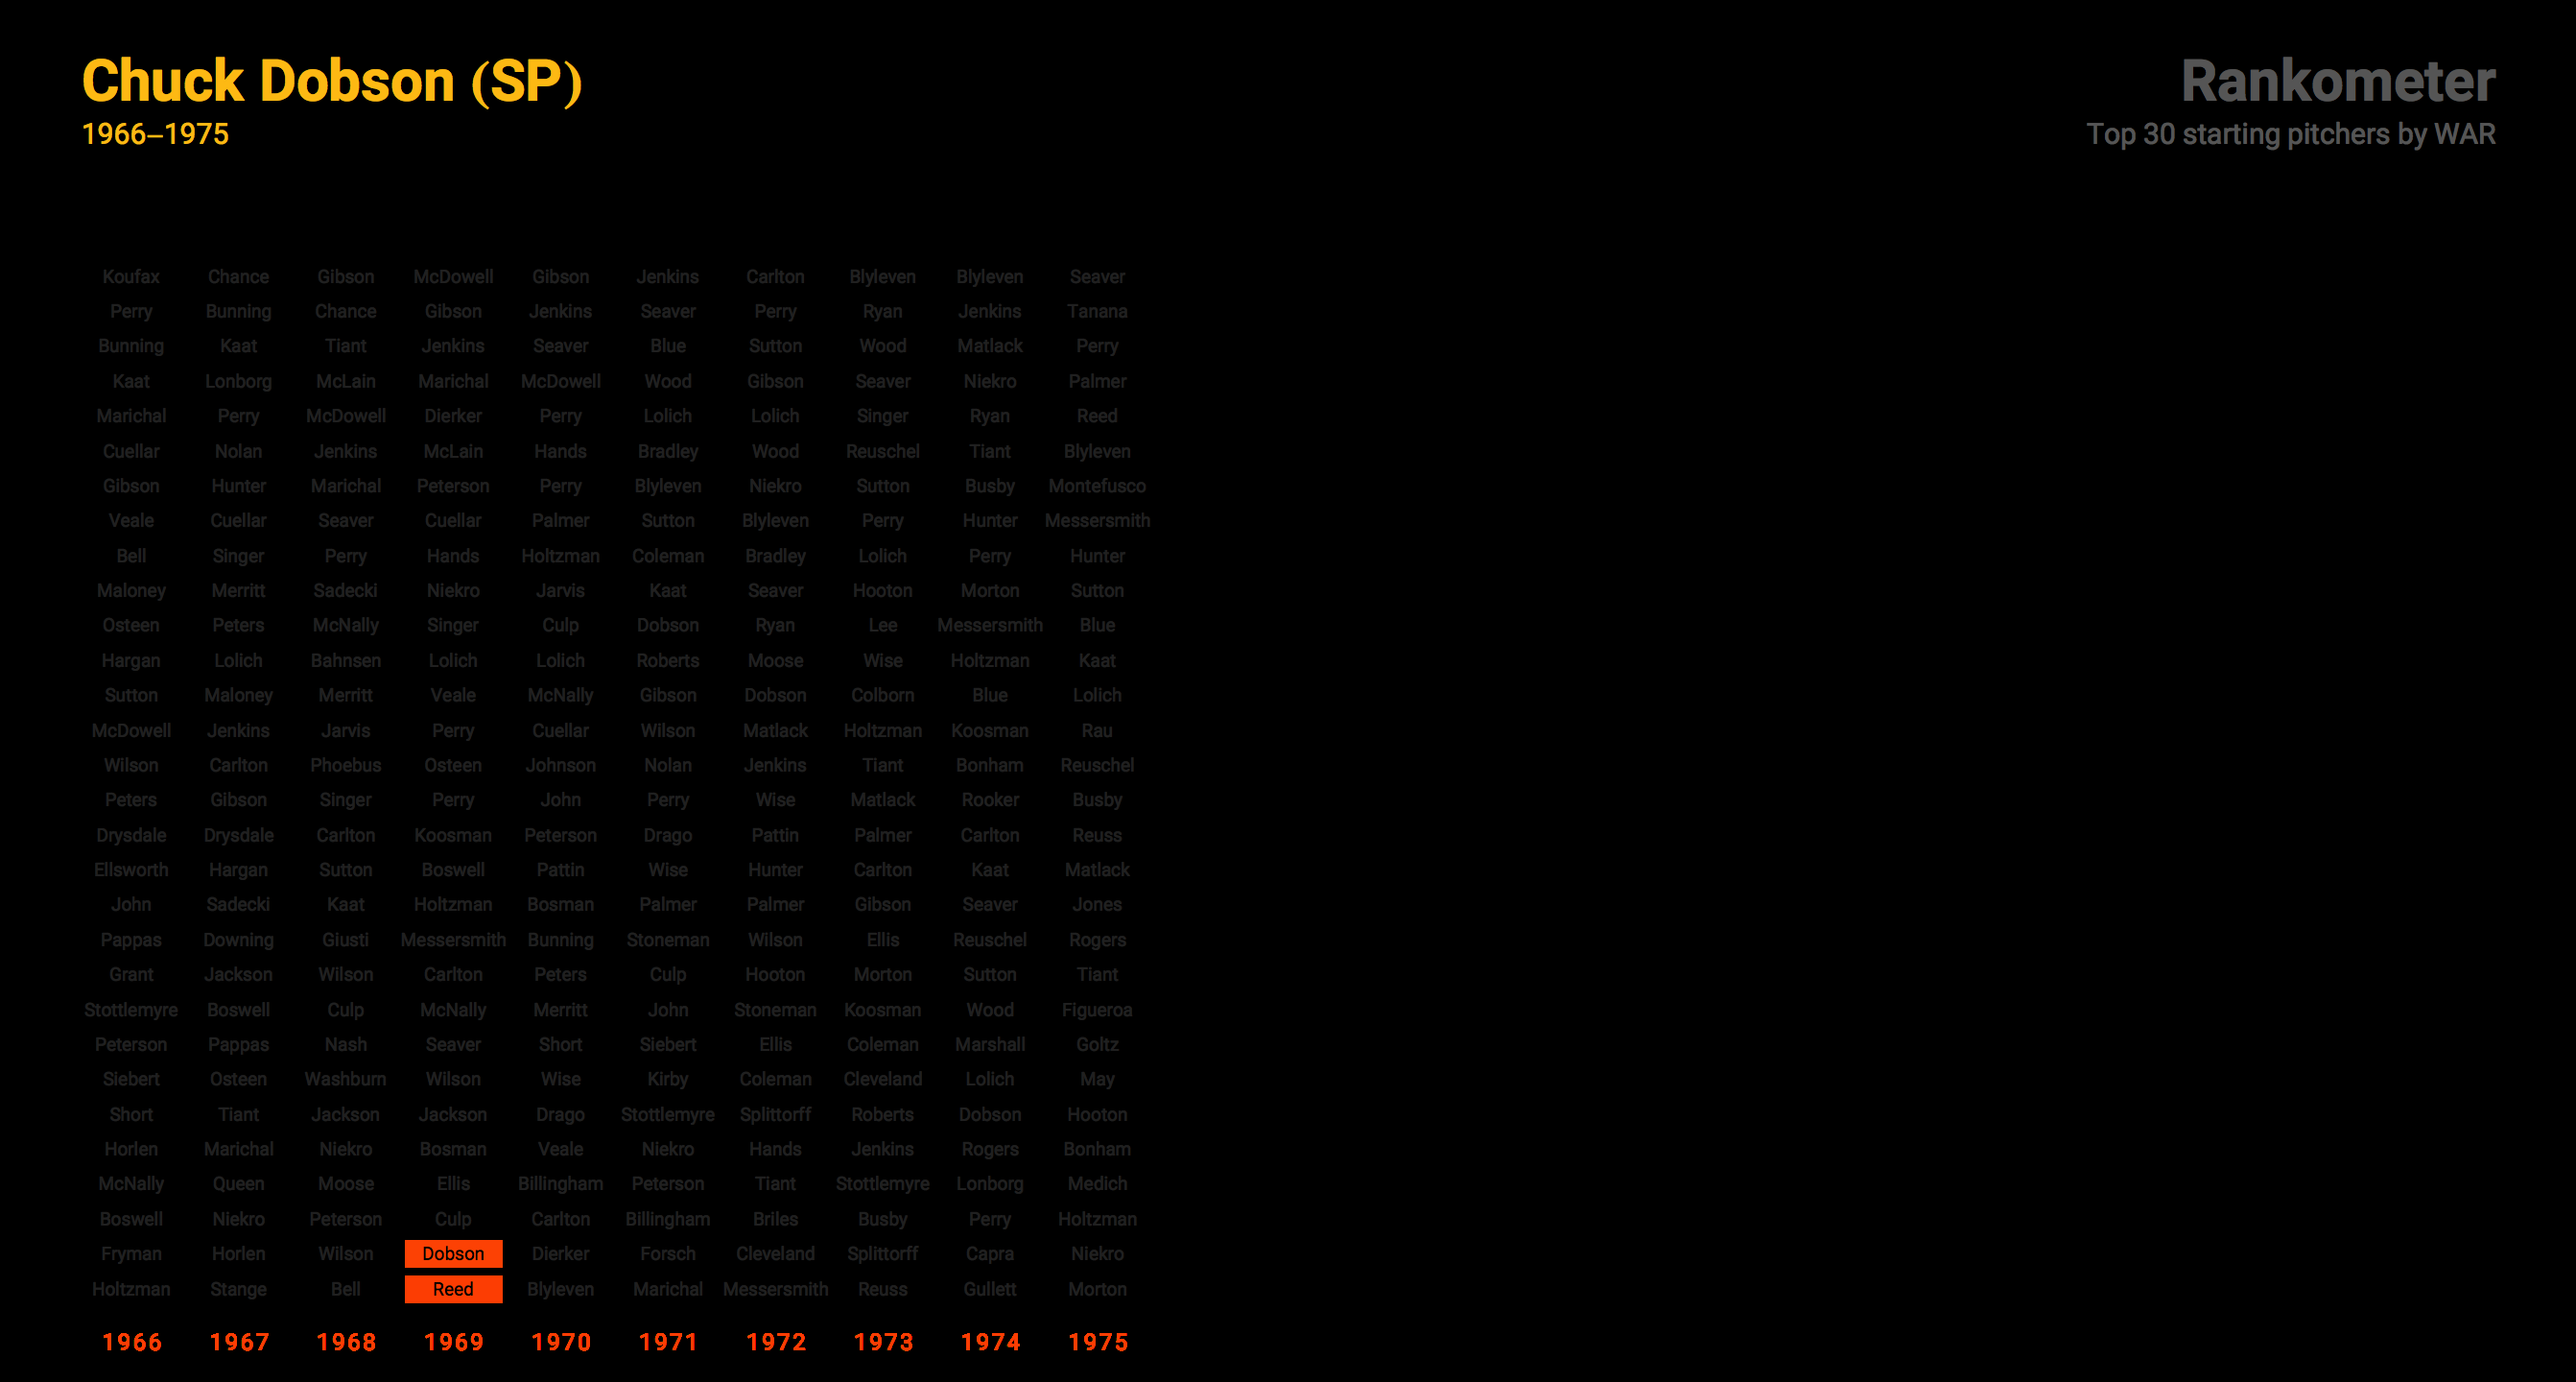 Chuck Dobson (SP)
1966–1975
Rankometer
Top 30 starting pitchers by WAR
Koufax Chance Gibson McDowell Gibson Jenkins Carlton Blyleven Blyleven Seaver
Perry Bunning Chance Gibson Jenkins Seaver Perry Ryan Jenkins Tanana
Bunning Kaat Tiant Jenkins Seaver Blue Sutton Wood Matlack Perry
Kaat Lonborg McLain Marichal McDowell Wood Gibson Seaver Niekro Palmer
Marichal Perry McDowell Dierker Perry Lolich Lolich Singer Ryan Reed
Cuellar Nolan Jenkins McLain Hands Bradley Wood Reuschel Tiant Blyleven
Gibson Hunter Marichal Peterson Perry Blyleven Niekro Sutton Busby Montefusco
Veale Cuellar Seaver Cuellar Palmer Sutton Blyleven Perry Hunter Messersmith
Bell Singer Perry Hands Holtzman Coleman Bradley Lolich Perry Hunter
Maloney Merritt Sadecki Niekro Jarvis Kaat Seaver Hooton Morton Sutton
Osteen Peters McNally Singer Culp Dobson Ryan Lee Messersmith Blue
Hargan Lolich Bahnsen Lolich Lolich Roberts Moose Wise Holtzman Kaat
Sutton Maloney Merritt Veale McNally Gibson Dobson Colborn Blue Lolich
McDowell Jenkins Jarvis Perry Cuellar Wilson Matlack Holtzman Koosman Rau
Wilson Carlton Phoebus Osteen Johnson Nolan Jenkins Tiant Bonham Reuschel
Peters Gibson Singer Perry John Perry Wise Matlack Rooker Busby
Drysdale Drysdale Carlton Koosman Peterson Drago Pattin Palmer Carlton Reuss
Ellsworth Hargan Sutton Boswell Pattin Wise Hunter Carlton Kaat Matlack
John Sadecki Kaat Holtzman Bosman Palmer Palmer Gibson Seaver Jones
Pappas Downing Giusti Messersmith Bunning Stoneman Wilson Ellis Reuschel Rogers
Grant Jackson Wilson Carlton Peters Culp Hooton Morton Sutton Tiant
Stottlemyre Boswell Culp McNally Merritt John Stoneman Koosman Wood Figueroa
Peterson Pappas Nash Seaver Short Siebert Ellis Coleman Marshall Goltz
Siebert Osteen Washburn Wilson Wise Kirby Coleman Cleveland Lolich May
Short Tiant Jackson Jackson Drago Stottlemyre Splittorff Roberts Dobson Hooton
Horlen Marichal Niekro Bosman Veale Niekro Hands Jenkins Rogers Bonham
McNally Queen Moose Ellis Billingham Peterson Tiant Stottlemyre Lonborg Medich
Boswell Niekro Peterson Culp Carlton Billingham Briles Busby Perry Holtzman
Fryman Horlen Wilson Dobson Dierker Forsch Cleveland Splittorff Capra Niekro
Holtzman Stange Bell Reed Blyleven Marichal Messersmith Reuss Gullett Morton
1966 1967 1968 1969 1970 1971 1972 1973 1974 1975